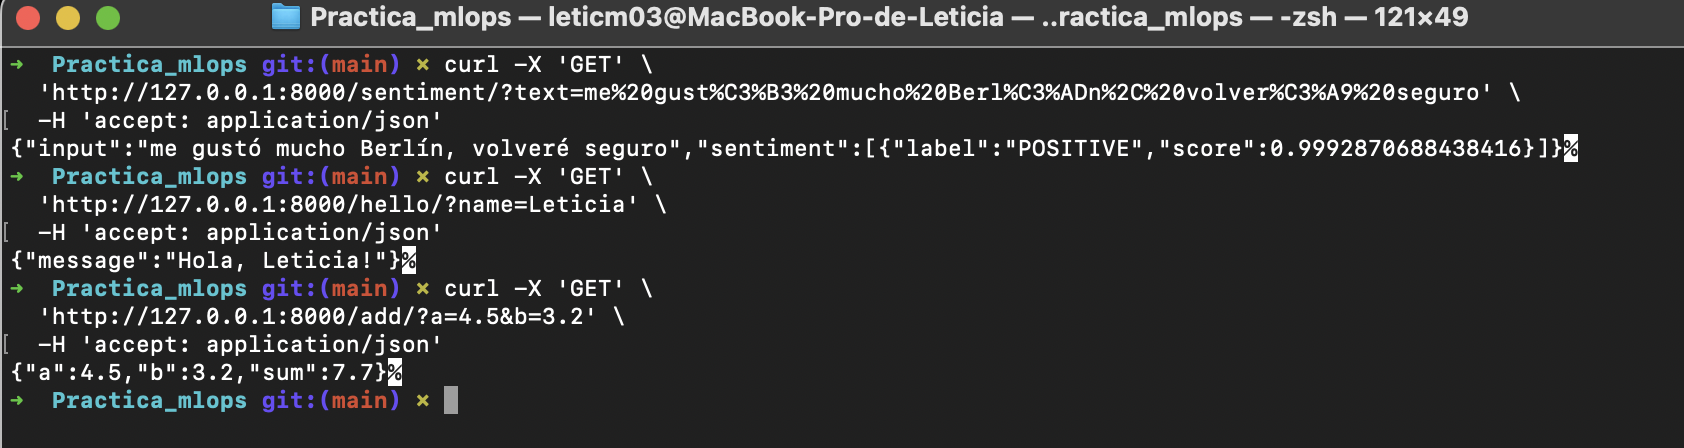 Practica_mlops — leticm03@MacBook-Pro-de-Leticia — ..ractica_mlops — -zsh — 121×49
➜  Practica_mlops git:(main) × curl -X 'GET' \
  'http://127.0.0.1:8000/sentiment/?text=me%20gust%C3%B3%20mucho%20Berl%C3%ADn%2C%20volver%C3%A9%20seguro' \
[  -H 'accept: application/json'
{"input":"me gustó mucho Berlín, volveré seguro","sentiment":[{"label":"POSITIVE","score":0.9992870688438416}]}%
➜  Practica_mlops git:(main) × curl -X 'GET' \
  'http://127.0.0.1:8000/hello/?name=Leticia' \
[  -H 'accept: application/json'
{"message":"Hola, Leticia!"}%
➜  Practica_mlops git:(main) × curl -X 'GET' \
  'http://127.0.0.1:8000/add/?a=4.5&b=3.2' \
[  -H 'accept: application/json'
{"a":4.5,"b":3.2,"sum":7.7}%
➜  Practica_mlops git:(main) ×